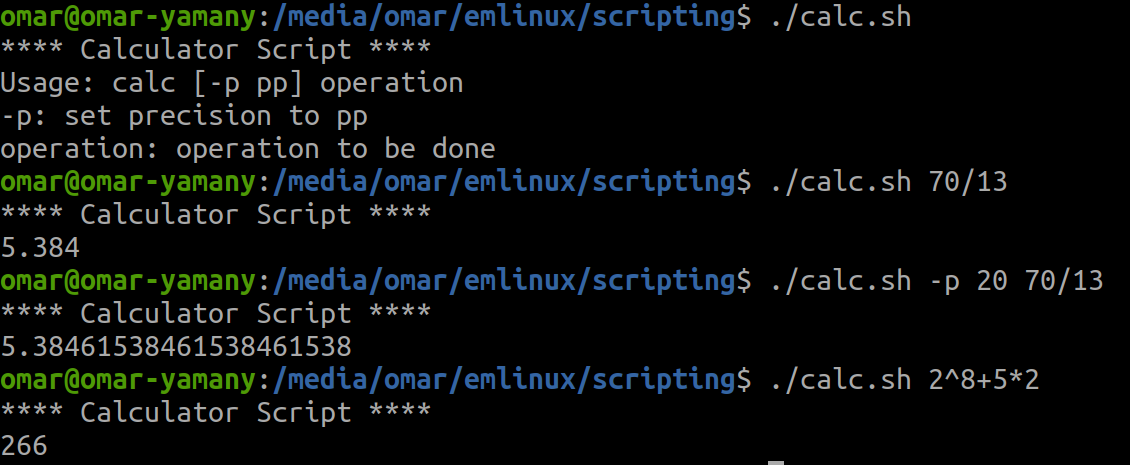 omar@omar-yamany:/media/omar/emlinux/scripting$ ./calc.sh
**** Calculator Script ****
Usage: calc [-p pp] operation
-p: set precision to pp
operation: operation to be done
omar@omar-yamany:/media/omar/emlinux/scripting$ ./calc.sh 70/13
**** Calculator Script ****
5.384
omar@omar-yamany:/media/omar/emlinux/scripting$ ./calc.sh -p 20 70/13
**** Calculator Script ****
5.38461538461538461538
omar@omar-yamany:/media/omar/emlinux/scripting$ ./calc.sh 2^8+5*2
**** Calculator Script ****
266